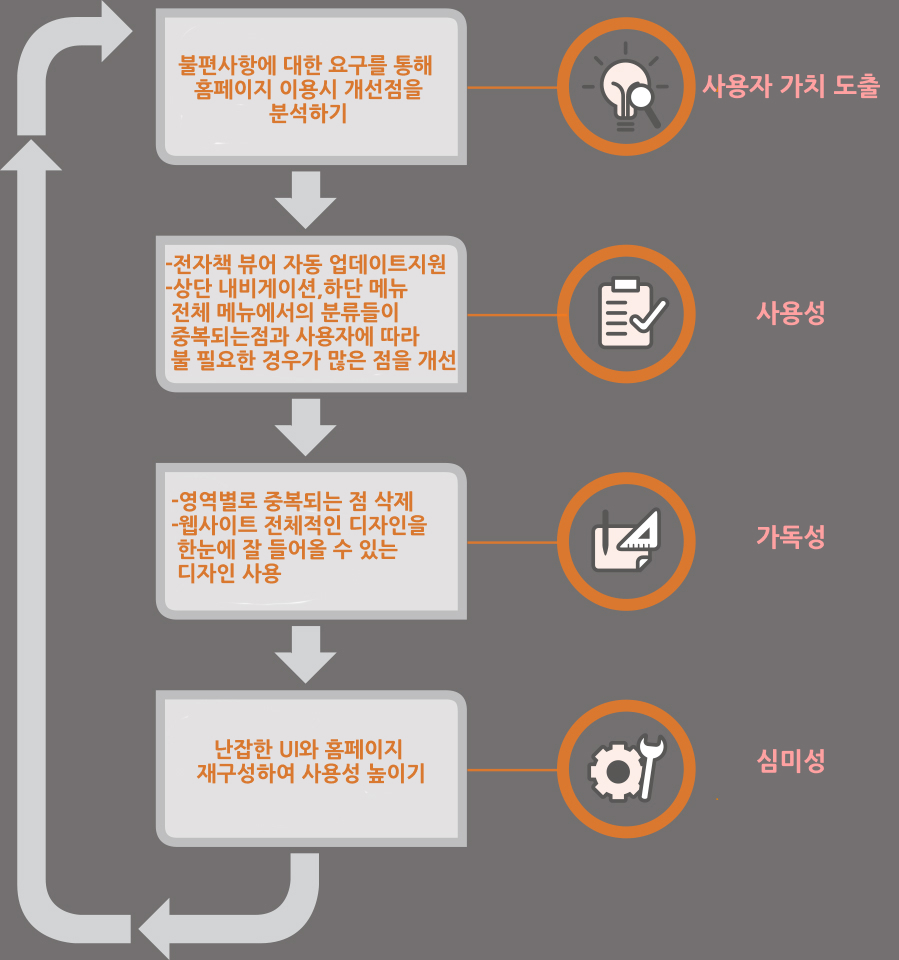 불편사항에 대한 요구를 통해
홈페이지 이용시 개선점을
분석하기
사용자 가치 도출
-전자책 뷰어 자동 업데이트지원
-상단 내비게이션,하단 메뉴
전체 메뉴에서의 분류들이
중복되는점과 사용자에 따라
불 필요한 경우가 많은 점을 개선
사용성
-영역별로 중복되는 점 삭제
-웹사이트 전체적인 디자인을
한눈에 잘 들어올 수 있는
디자인 사용
가독성
난잡한 UI와 홈페이지
재구성하여 사용성 높이기
심미성